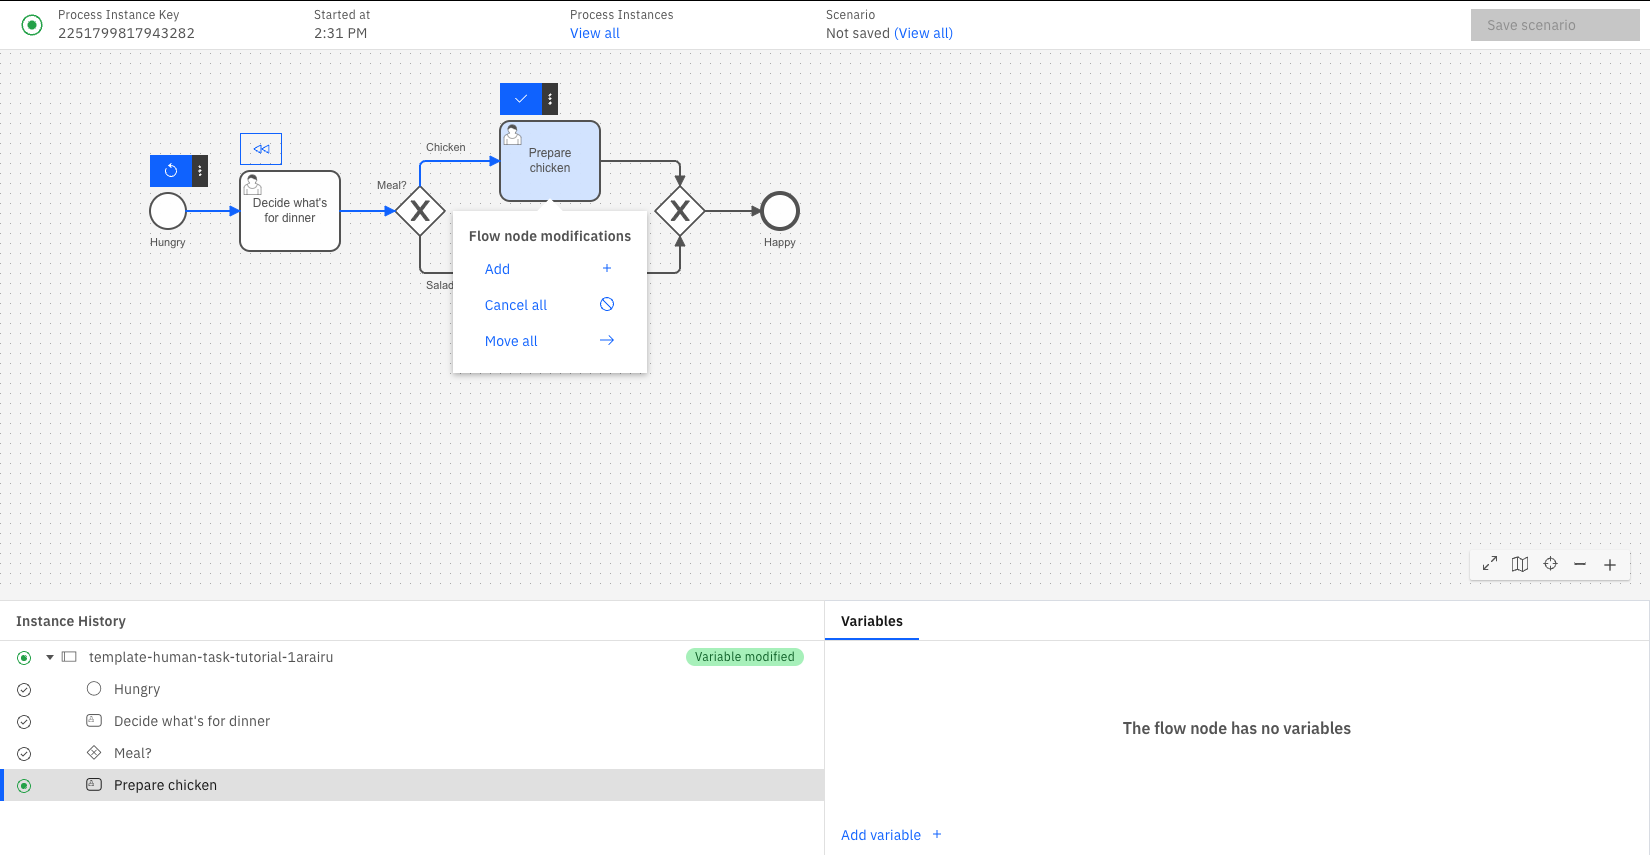 Process Instance Key
2251799817943282
Started at
2:31 PM
Process Instances
View all
Scenario
Not saved (View all)
Save scenario
Chicken
Prepare
chicken
Meal?
Decide what's
for dinner
Hungry
Happy
Salad
Flow node modifications
Add
Cancel all
Move all
Instance History
Variables
template-human-task-tutorial-1arairu
Variable modified
Hungry
Decide what's for dinner
Meal?
Prepare chicken
The flow node has no variables
Add variable